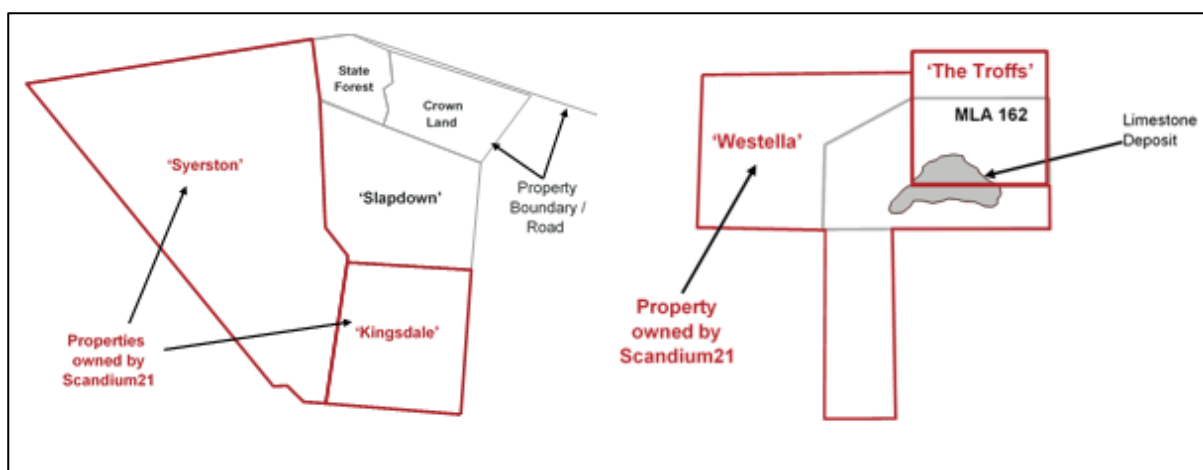 State
Forest
Crown
Land
'Syerston'
'Slapdown'
Property
Boundary /
Road
Properties
owned by
Scandium21
'Kingsdale'
'The Troffs'
MLA 162
Limestone
Deposit
'Westella'
Property
owned by
Scandium21